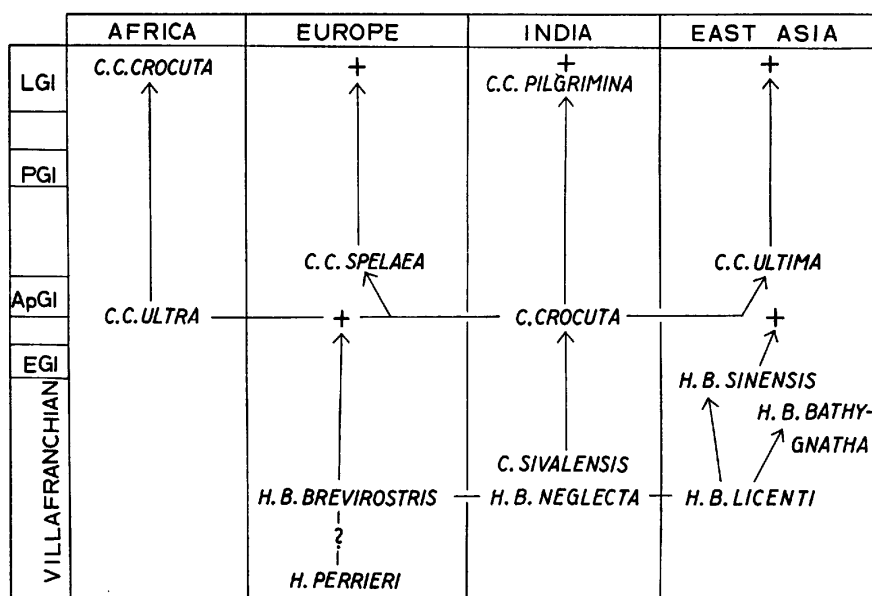 AFRICA EUROPE INDIA EAST ASIA
LGI C.C.CROCUTA + + +
C.C. PILGRIMINA
PGI
C.C. SPELAEA C.C. ULTIMA
ApGI
C.C. ULTRA + C.CROCUTA +
EGI
H.B. SINENSIS
H.B. BATHY-
GNATHA
VILLAFRANCHIAN
C. SIVALENSIS
H.B. BREVIROSTRIS H.B. NEGLECTA H.B. LICENTI
?
H. PERRIERI